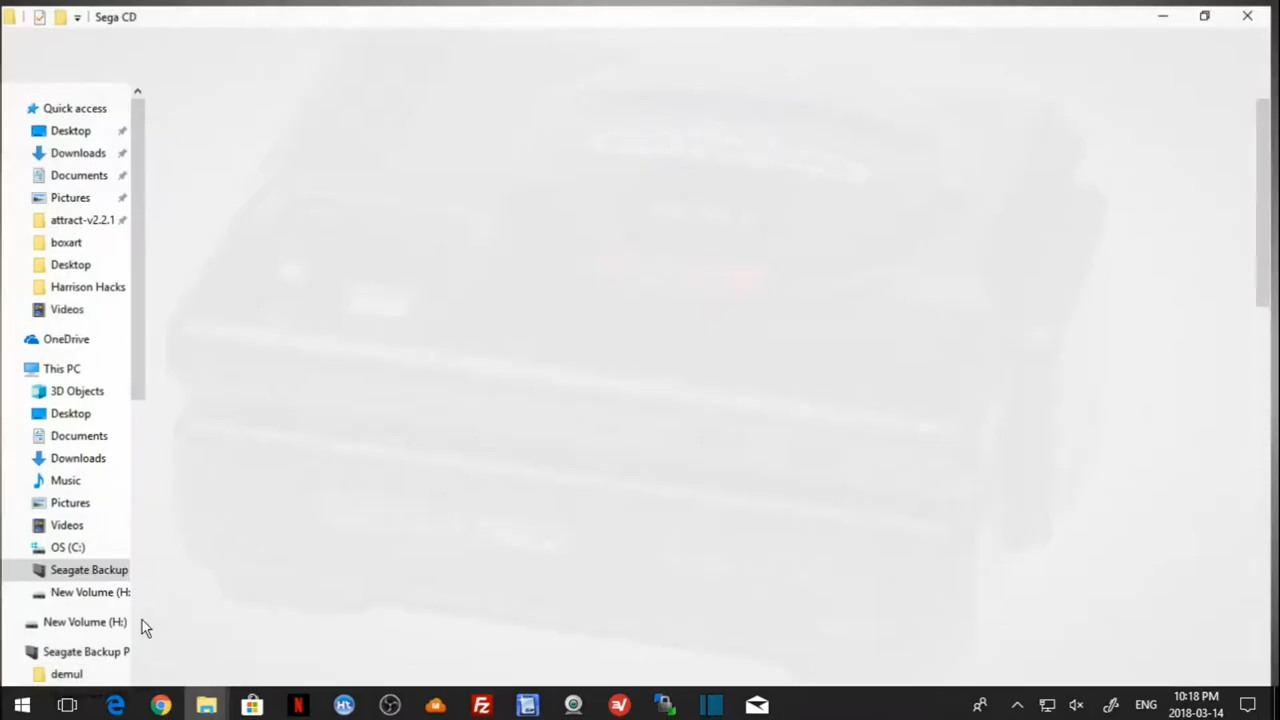 Sega CD
Quick access
Desktop
Downloads
Documents
Pictures
attract-v2.2.1
boxart
Desktop
Harrison Hacks
Videos
OneDrive
This PC
3D Objects
Desktop
Documents
Downloads
Music
Pictures
Videos
OS (C:)
Seagate Backup
New Volume (H:
New Volume (H:)
Seagate Backup P
demul
10:18 PM
ENG
2018-03-14